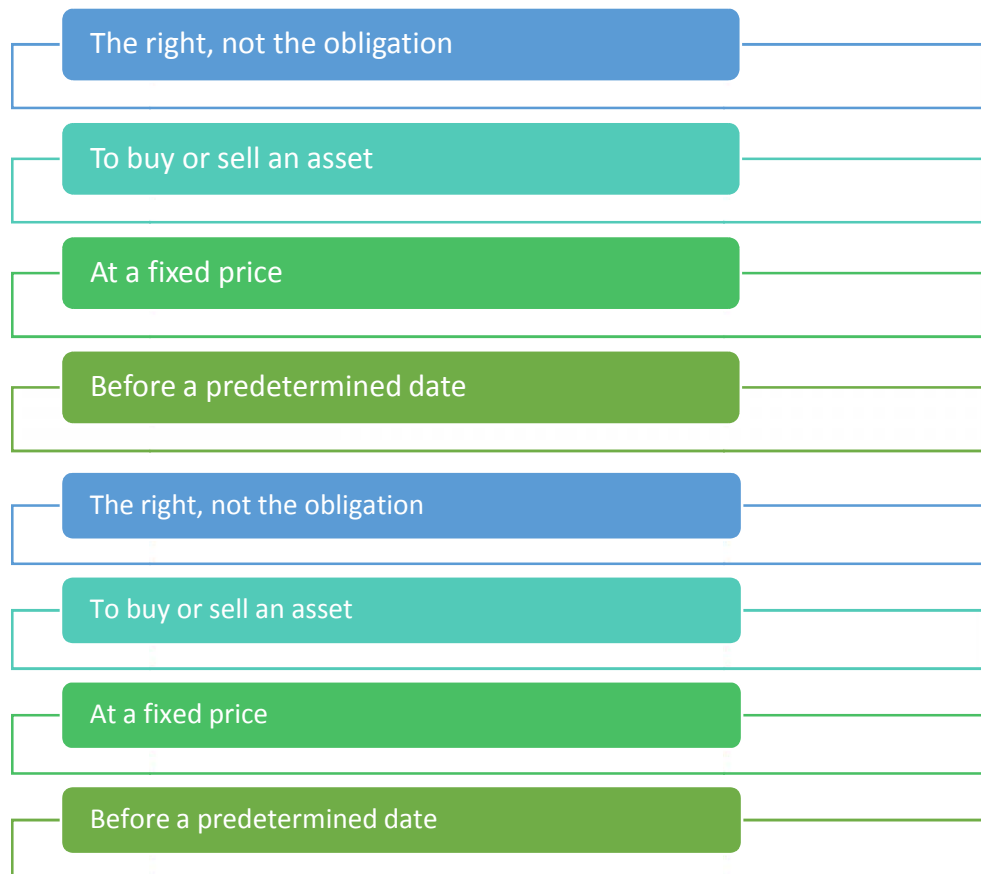 The right, not the obligation
To buy or sell an asset
At a fixed price
Before a predetermined date
The right, not the obligation
To buy or sell an asset
At a fixed price
Before a predetermined date